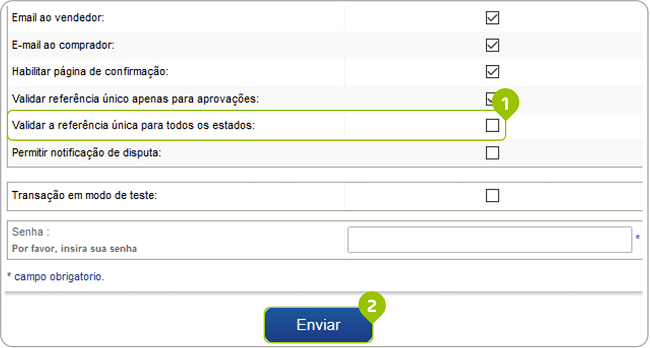 Email ao vendedor:
E-mail ao comprador:
Habilitar página de confirmação:
Validar referência único apenas para aprovações:
1
Validar a referência única para todos os estados:
Permitir notificação de disputa:
Transação em modo de teste:
Senha :
*
Por favor, insira sua senha
* campo obrigatorio.
2
Enviar